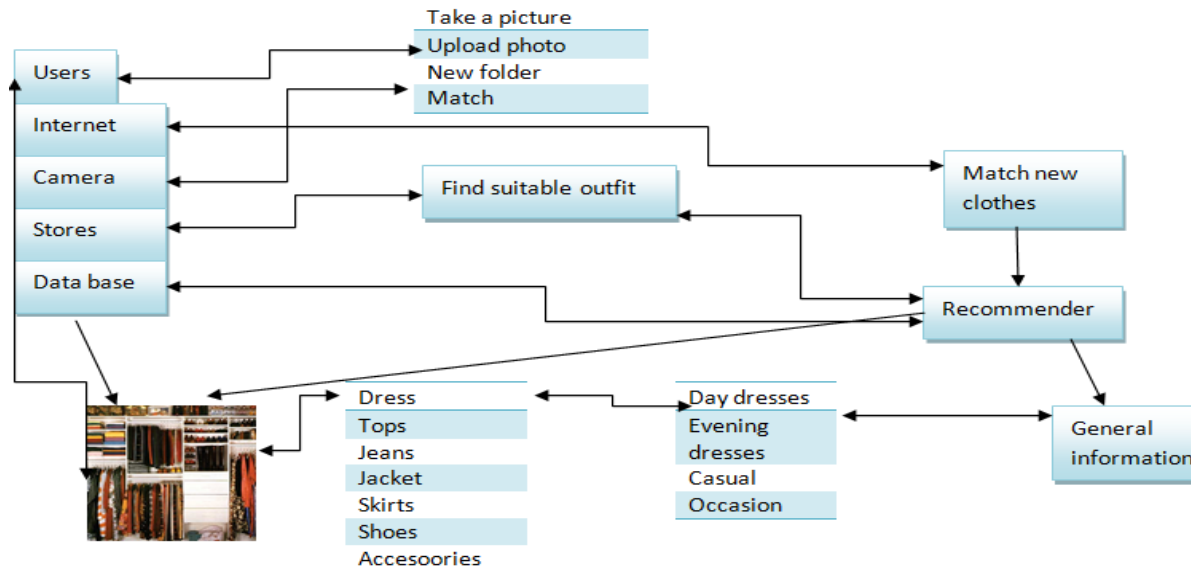 Take a picture
Upload photo
New folder
Match
Users
Internet
Camera
Stores
Data base
Find suitable outfit
Match new
clothes
Recommender
Dress
Tops
Jeans
Jacket
Skirts
Shoes
Accesoories
Day dresses
Evening
dresses
Casual
Occasion
General
information